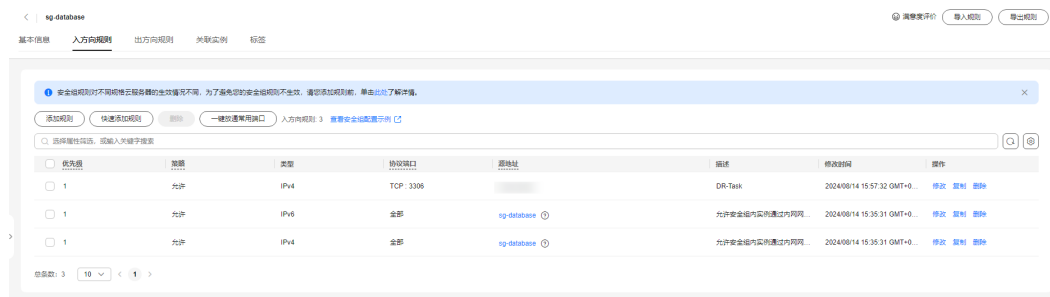 sg-database 满意度评价 导入规则 导出规则
基本信息 入方向规则 出方向规则 关联实例 标签
安全组规则对不同规格云服务器的生效情况不同，为了避免您的安全组规则不生效，请您添加规则前，单击此处了解详情。
添加规则 快速添加规则 删除 一键放通常用端口 入方向规则: 3 查看安全组配置示例
选择属性筛选，或输入关键字搜索
优先级 策略 类型 协议端口 源地址 描述 修改时间 操作
1 允许 IPv4 TCP : 3306 DR-Task 2024/08/14 15:57:32 GMT+0... 修改 复制 删除
1 允许 IPv6 全部 sg-database 允许安全组内实例通过内网网... 2024/08/14 15:35:31 GMT+0... 修改 复制 删除
1 允许 IPv4 全部 sg-database 允许安全组内实例通过内网网... 2024/08/14 15:35:31 GMT+0... 修改 复制 删除
总条数: 3 10 1